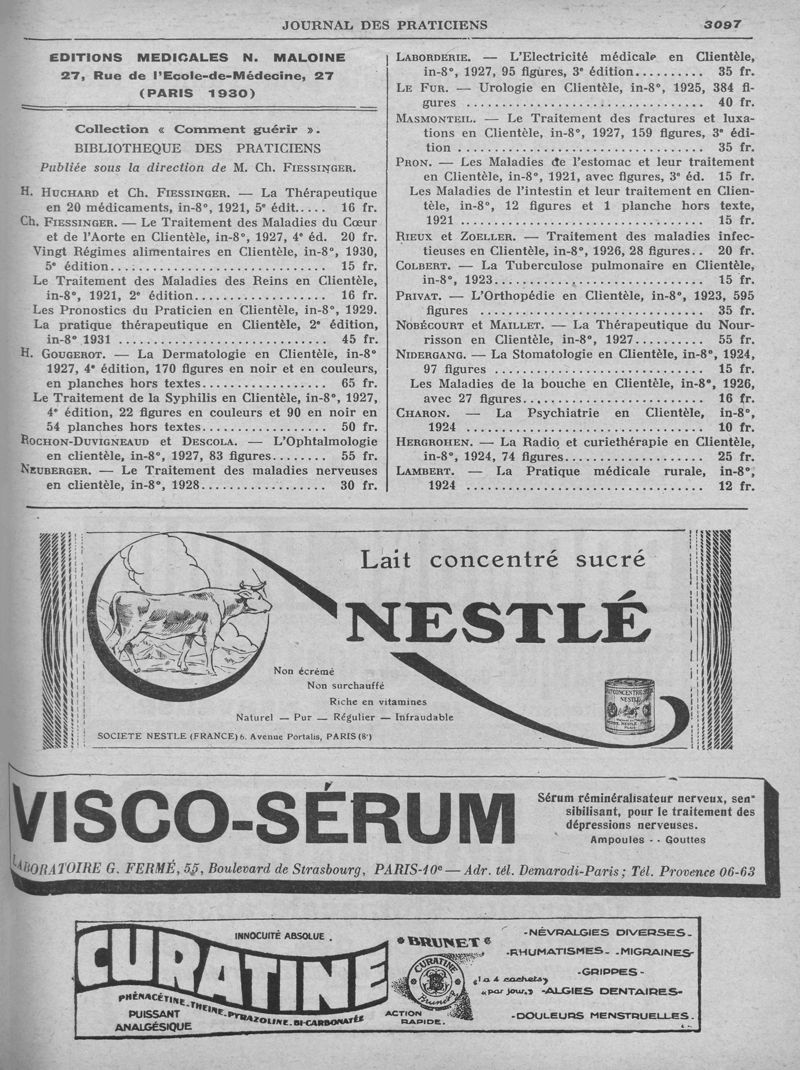 JOURNAL DES PRATICIENS 3097
EDITIONS MEDICALES N. MALOINE
27, Rue de l'Ecole-de-Médecine, 27
(PARIS 1930)
Collection « Comment guérir ».
BIBLIOTHEQUE DES PRATICIENS
Publiée sous la direction de M. Ch. FIESSINGER.
H. HUCHARD et Ch. FIESSINGER. — La Thérapeutique
en 20 médicaments, in-8°, 1921, 5e édit..... 16 fr.
Ch. FIESSINGER. — Le Traitement des Maladies du Cœur
et de l'Aorte en Clientèle, in-8°, 1927, 4e éd. 20 fr.
Vingt Régimes alimentaires en Clientèle, in-8°, 1930,
5e édition.............................. 15 fr.
Le Traitement des Maladies des Reins en Clientèle,
in-8°, 1921, 2e édition.................... 16 fr.
Les Pronostics du Praticien en Clientèle, in-8°, 1929.
La pratique thérapeutique en Clientèle, 2e édition,
in-8° 1931 .............................. 45 fr.
H. GOUGEROT. — La Dermatologie en Clientèle, in-8°
1927, 4e édition, 170 figures en noir et en couleurs,
en planches hors textes.................. 65 fr.
Le Traitement de la Syphilis en Clientèle, in-8°, 1927,
4e édition, 22 figures en couleurs et 90 en noir en
54 planches hors textes.................. 50 fr.
ROCHON-DUVIGNEAUD et DESCOLA. — L'Ophtalmologie
en clientèle, in-8°, 1927, 83 figures........ 55 fr.
NEUBERGER. — Le Traitement des maladies nerveuses
en clientèle, in-8°, 1928.................. 30 fr.
LABORDERIE. — L'Electricité médicale en Clientèle,
in-8°, 1927, 95 figures, 3e édition.......... 35 fr.
LE FUR. — Urologie en Clientèle, in-8°, 1925, 384 fi-
gures .................................. 40 fr.
MASMONTEIL. — Le Traitement des fractures et luxa-
tions en Clientèle, in-8°, 1927, 159 figures, 3e édi-
tion .................................. 35 fr.
PRON. — Les Maladies de l'estomac et leur traitement
en Clientèle, in-8°, 1921, avec figures, 3e éd. 15 fr.
Les Maladies de l'intestin et leur traitement en Clien-
tèle, in-8°, 12 figures et 1 planche hors texte,
1921 .................................. 15 fr.
RIEUX et ZOELLER. — Traitement des maladies infec-
tieuses en Clientèle, in-8°, 1926, 28 figures.. 20 fr.
COLBERT. — La Tuberculose pulmonaire en Clientèle,
in-8°, 1923.............................. 15 fr.
PRIVAT. — L'Orthopédie en Clientèle, in-8°, 1923, 595
figures ................................ 35 fr.
NOBÉCOURT et MAILLET. — La Thérapeutique du Nour-
risson en Clientèle, in-8°, 1927............ 55 fr.
NIDERGANG. — La Stomatologie en Clientèle, in-8°, 1924,
97 figures .............................. 15 fr.
Les Maladies de la bouche en Clientèle, in-8°, 1926,
avec 27 figures.......................... 16 fr.
CHARON. — La Psychiatrie en Clientèle, in-8°,
1924 .................................. 10 fr.
HERGROHEN. — La Radio et curiethérapie en Clientèle,
in-8°, 1924, 74 figures.................... 25 fr.
LAMBERT. — La Pratique médicale rurale, in-8°,
1924 .................................. 12 fr.
Lait concentré sucré
NESTLÉ
Non écrémé
Non surchauffé
Riche en vitamines
Naturel — Pur — Régulier — Infraudable
SOCIETE NESTLE (FRANCE) 6. Avenue Portalis, PARIS (8e)
VISCO-SÉRUM
Sérum réminéralisateur nerveux, sen-
sibilisant, pour le traitement des
dépressions nerveuses.
Ampoules - - Gouttes
LABORATOIRE G. FERMÉ, 55, Boulevard de Strasbourg, PARIS-10e — Adr. tél. Demarodi-Paris ; Tél. Provence 06-63
INNOCUITÉ ABSOLUE .
CURATINE
PHÉNACÉTINE-THEINE-PYRAZOLINE-BI-CARBONATÉE
PUISSANT
ANALGÉSIQUE
"BRUNET"
CURATINE
Brunet
ACTION
RAPIDE.
"1 à 4 cachets
par jour"
-NÉVRALGIES DIVERSES-
-RHUMATISMES- -MIGRAINES-
-GRIPPES-
-ALGIES DENTAIRES-
-DOULEURS MENSTRUELLES.